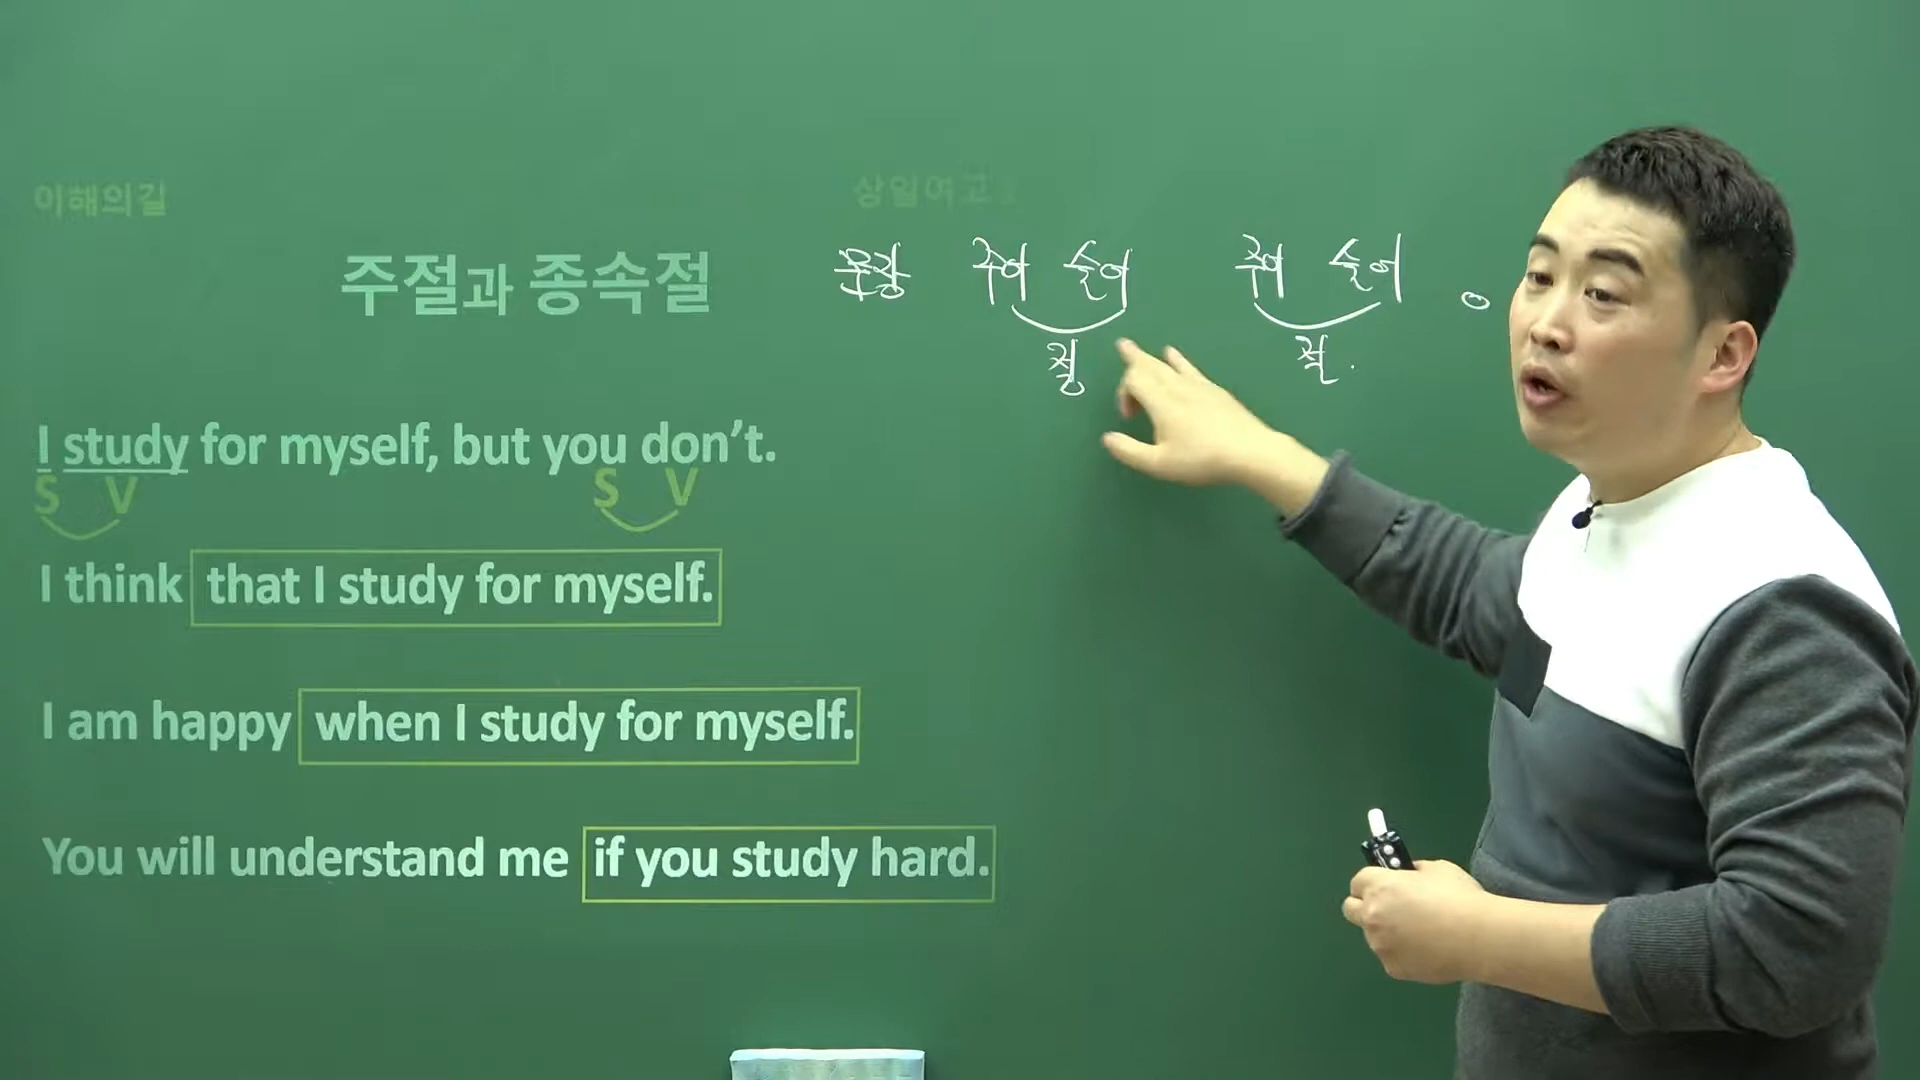 이해의길
상일여고
주절과 종속절
문장 주어 술어 주어 술어 。
절 절.
I study for myself, but you don't.
S V S V
I think that I study for myself.
I am happy when I study for myself.
You will understand me if you study hard.